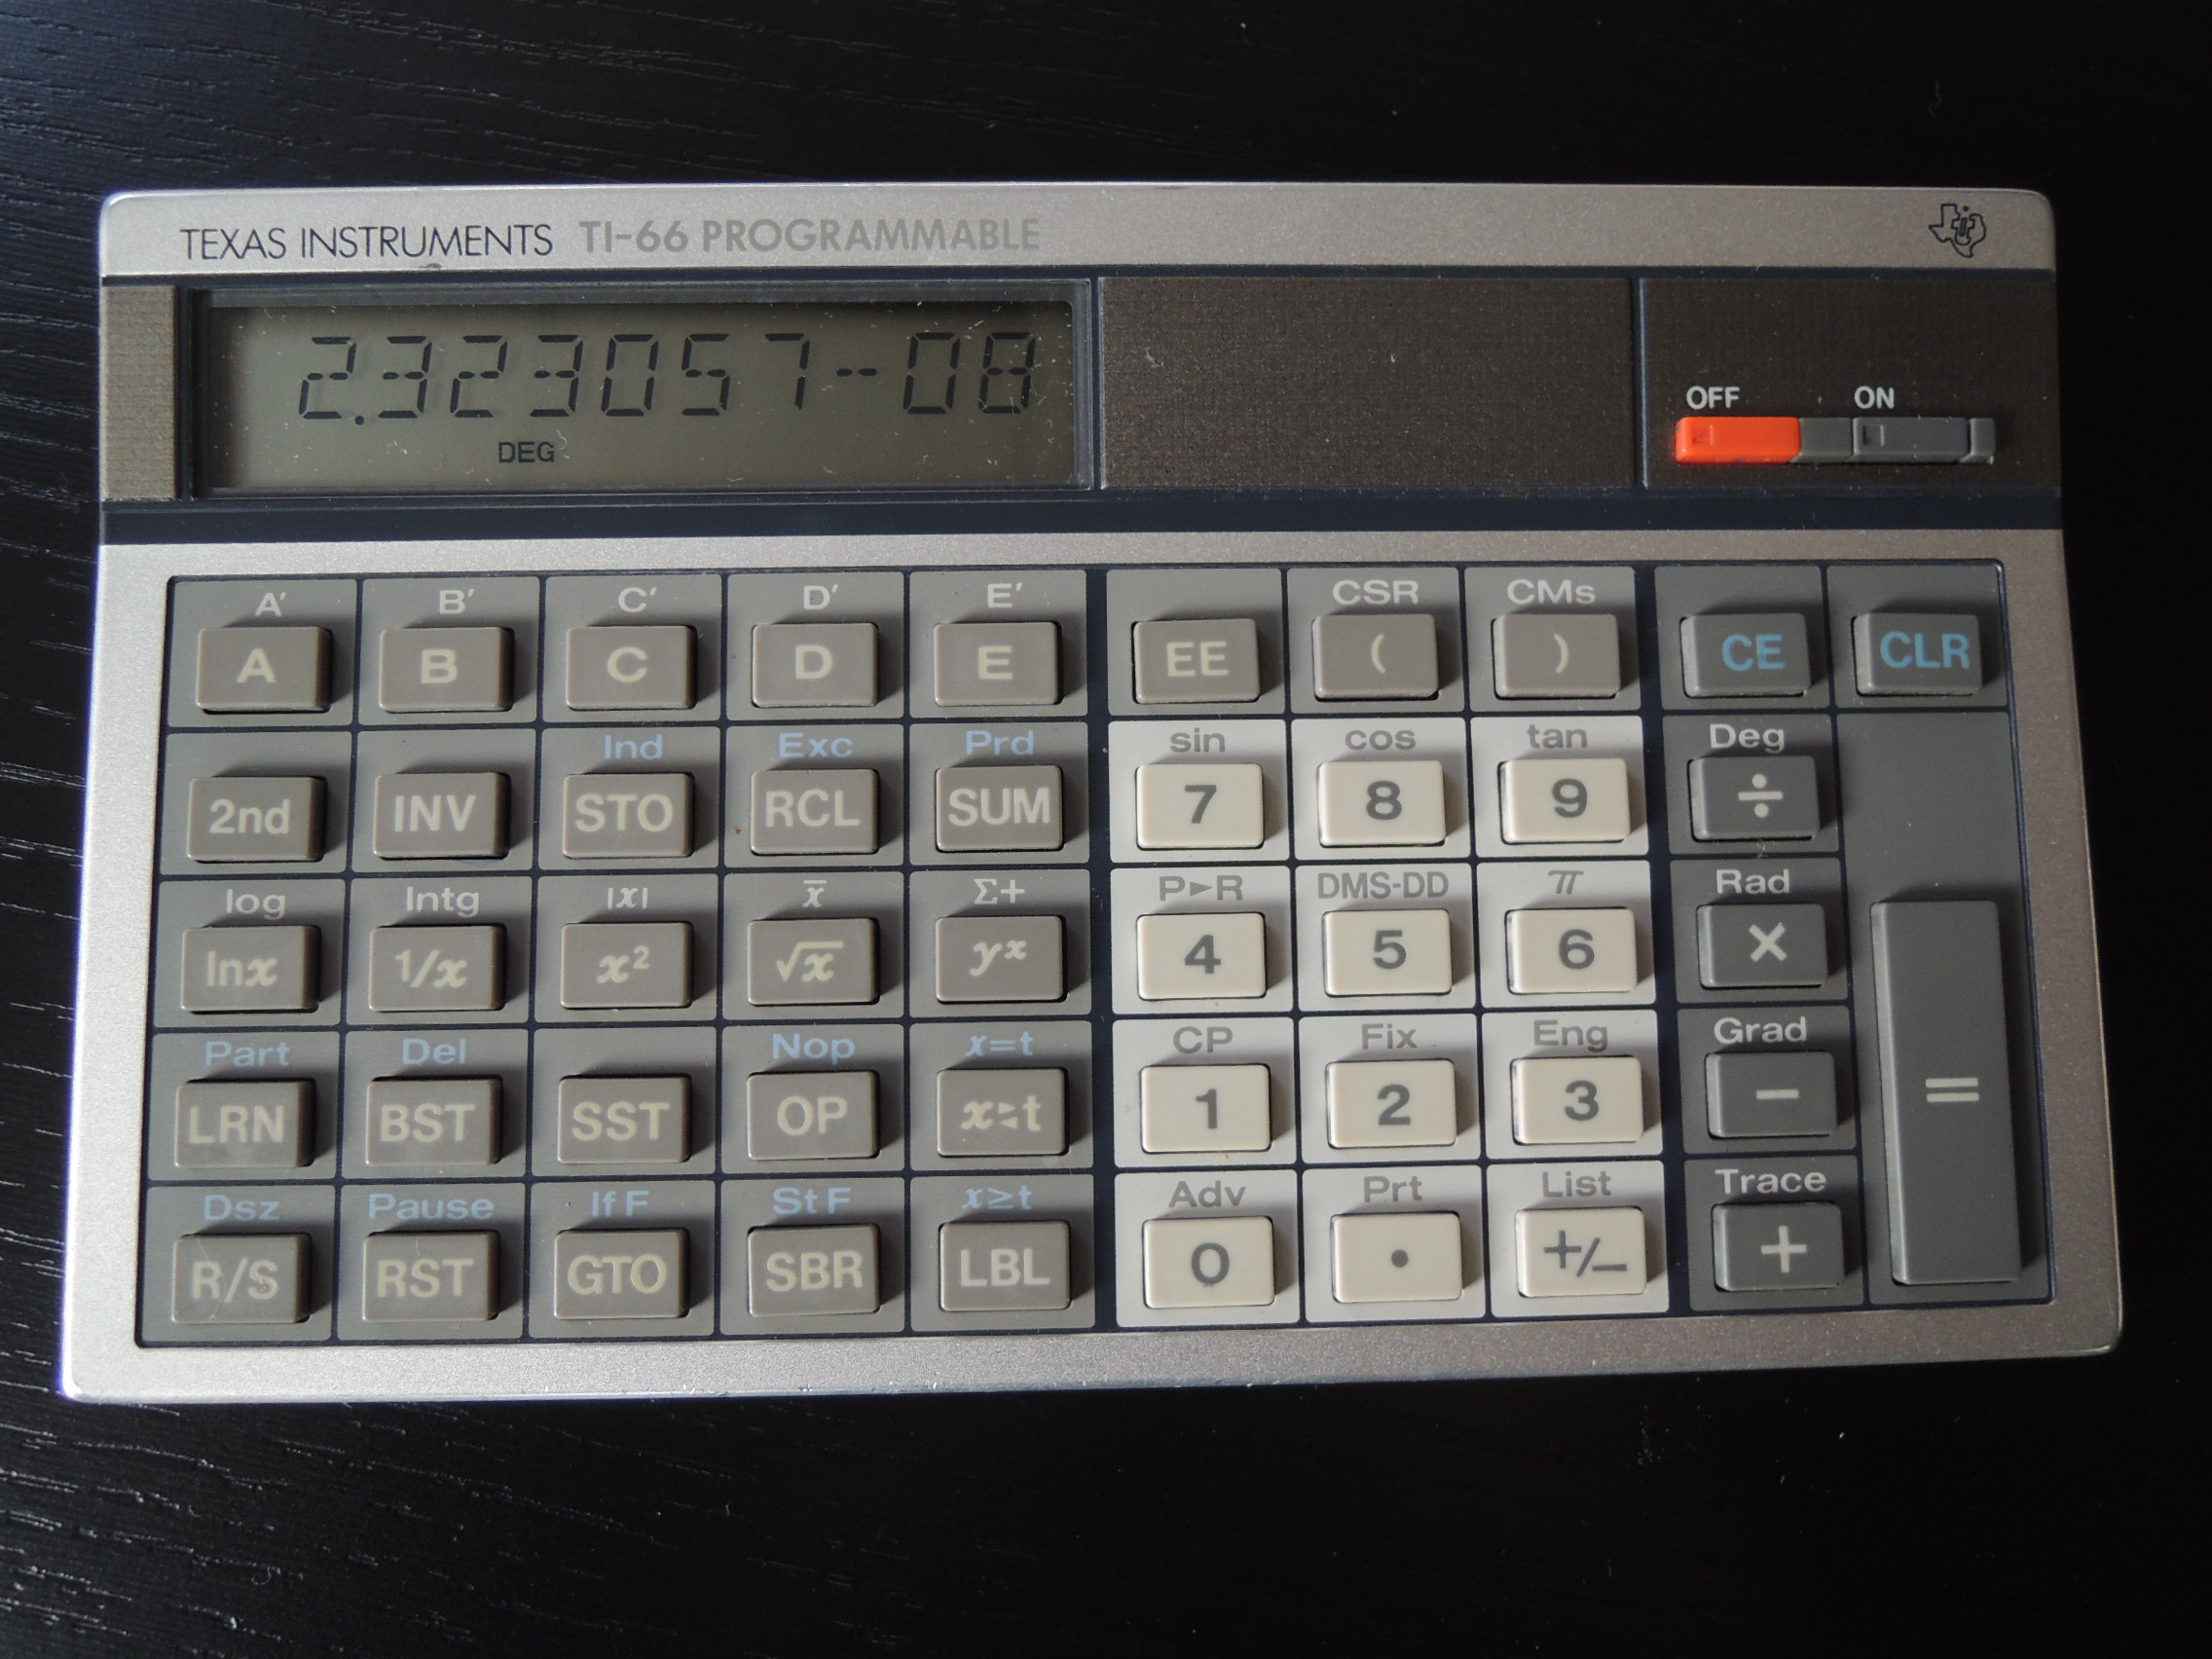 TEXAS INSTRUMENTS TI-66 PROGRAMMABLE
2.323057-08
DEG
OFF ON
A' B' C' D' E' CSR CMs
A B C D E EE ( ) CE CLR
Ind Exc Prd sin cos tan Deg
2nd INV STO RCL SUM 7 8 9 ÷
log Intg |x| x̅ Σ+ P►R DMS-DD π Rad
lnx 1/x x² √x yˣ 4 5 6 ×
Part Del Nop x=t CP Fix Eng Grad
LRN BST SST OP x►◄t 1 2 3 − =
Dsz Pause If F St F x≥t Adv Prt List Trace
R/S RST GTO SBR LBL 0 • +/− +